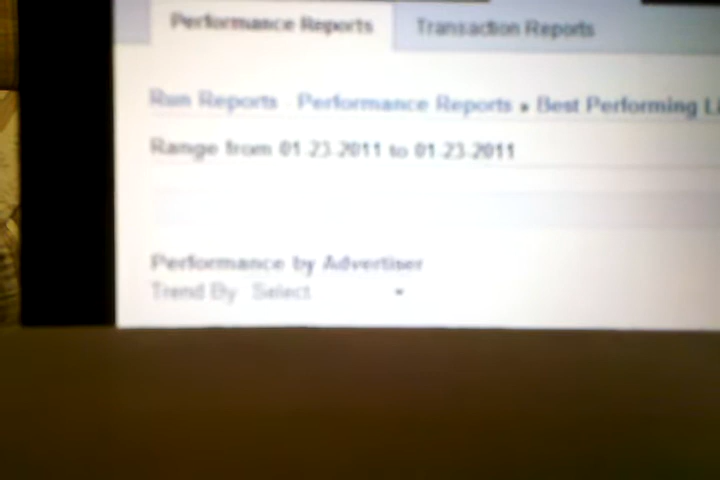 Performance Reports Transaction Reports
Run Reports Performance Reports » Best Performing Li
Range from 01-23-2011 to 01-23-2011
Performance by Advertiser
Trend By Select